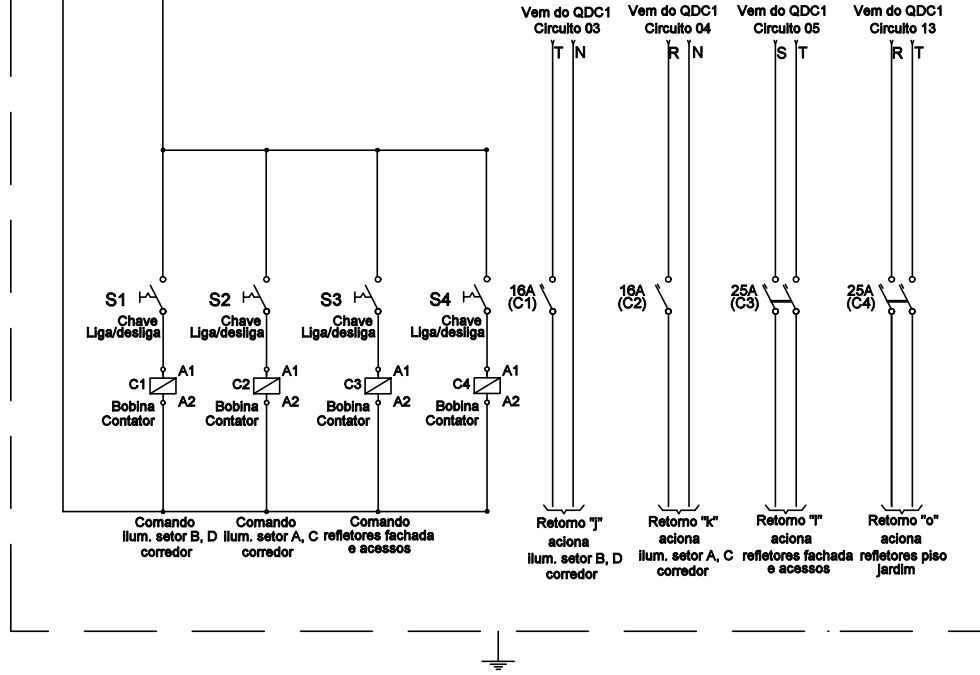 Vem do QDC1
Circuito 03
T N
Vem do QDC1
Circuito 04
R N
Vem do QDC1
Circuito 05
S T
Vem do QDC1
Circuito 13
R T
S1
Chave
Liga/desliga
S2
Chave
Liga/desliga
S3
Chave
Liga/desliga
S4
Chave
Liga/desliga
16A
(C1)
16A
(C2)
25A
(C3)
25A
(C4)
C1
A1
A2
Bobina
Contator
C2
A1
A2
Bobina
Contator
C3
A1
A2
Bobina
Contator
C4
A1
A2
Bobina
Contator
Comando
ilum. setor B, D
corredor
Comando
ilum. setor A, C
corredor
Comando
refletores fachada
e acessos
Retorno "j"
aciona
ilum. setor B, D
corredor
Retorno "k"
aciona
ilum. setor A, C
corredor
Retorno "l"
aciona
refletores fachada
e acessos
Retorno "o"
aciona
refletores piso
jardim